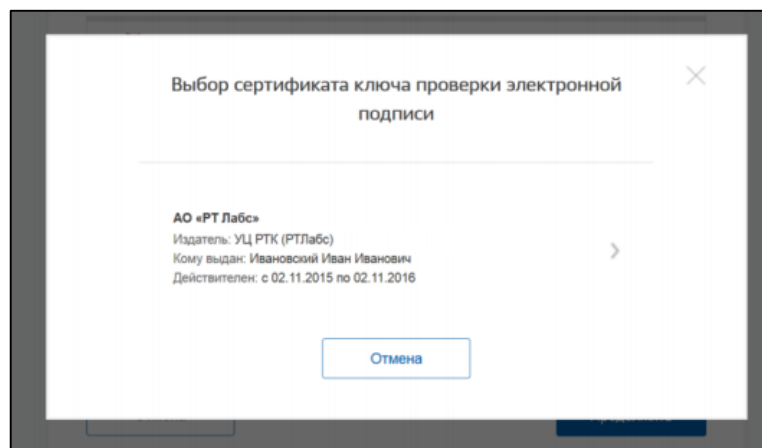 Выбор сертификата ключа проверки электронной
подписи
АО «РТ Лабс»
Издатель: УЦ РТК (РТЛабс)
Кому выдан: Ивановский Иван Иванович
Действителен: с 02.11.2015 по 02.11.2016
Отмена